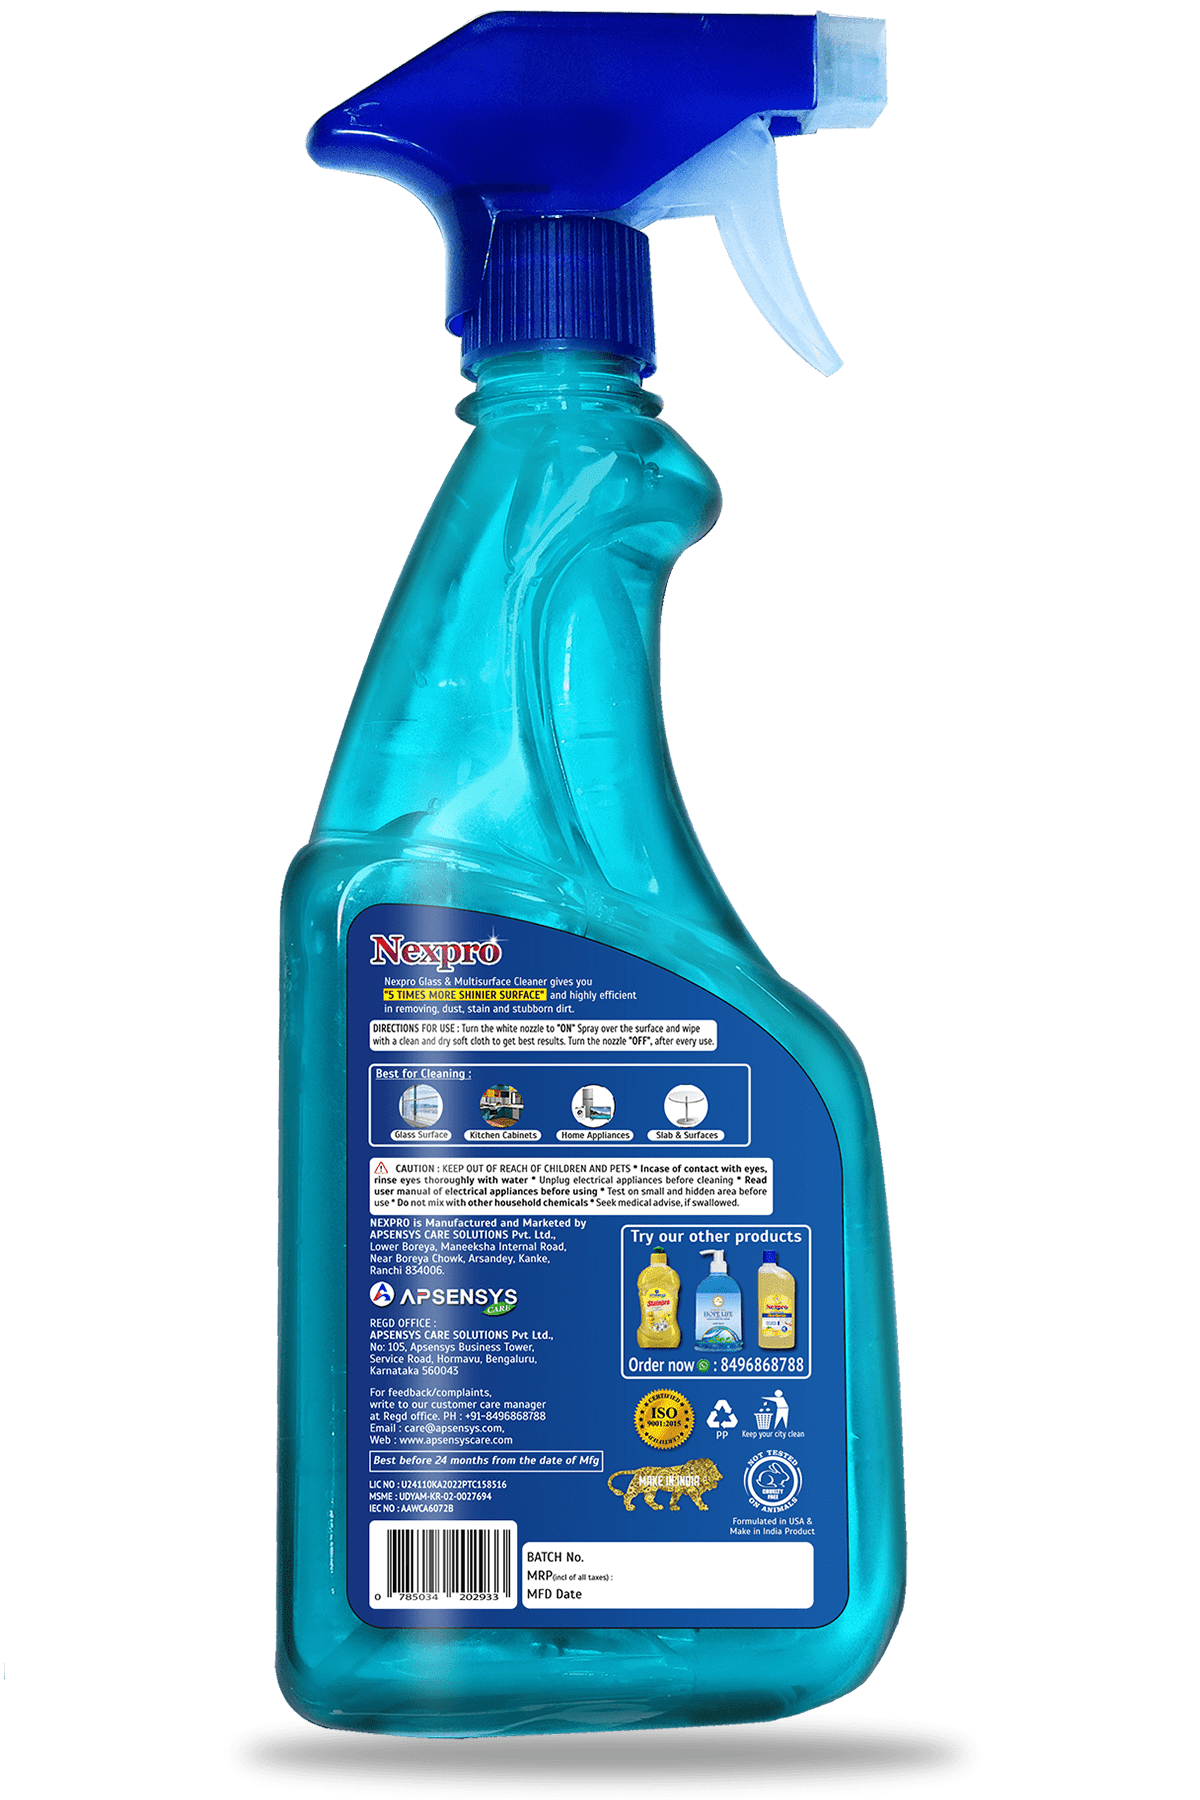 Nexpro
Nexpro Glass & Multisurface Cleaner gives you
"5 TIMES MORE SHINIER SURFACE" and highly efficient
in removing, dust, stain and stubborn dirt.
DIRECTIONS FOR USE : Turn the white nozzle to "ON" Spray over the surface and wipe
with a clean and dry soft cloth to get best results. Turn the nozzle "OFF", after every use.
Best for Cleaning :
Glass Surface
Kitchen Cabinets
Home Appliances
Slab & Surfaces
CAUTION : KEEP OUT OF REACH OF CHILDREN AND PETS * Incase of contact with eyes,
rinse eyes thoroughly with water * Unplug electrical appliances before cleaning * Read
user manual of electrical appliances before using * Test on small and hidden area before
use * Do not mix with other household chemicals * Seek medical advise, if swallowed.
NEXPRO is Manufactured and Marketed by
APSENSYS CARE SOLUTIONS Pvt. Ltd.,
Lower Boreya, Maneeksha Internal Road,
Near Boreya Chowk, Arsandey, Kanke,
Ranchi 834006.
APSENSYS
CARE
REGD OFFICE :
APSENSYS CARE SOLUTIONS Pvt Ltd.,
No: 105, Apsensys Business Tower,
Service Road, Hormavu, Bengaluru,
Karnataka 560043
For feedback/complaints,
write to our customer care manager
at Regd office. PH : +91-8496868788
Email : care@apsensys.com,
Web : www.apsensyscare.com
Best before 24 months from the date of Mfg
LIC NO : U24110KA2022PTC158516
MSME : UDYAM-KR-02-0027694
IEC NO : AAWCA6072B
0 785034 202933
Try our other products
Stainpro
HOPE LIFE
Nexpro
Order now : 8496868788
CERTIFIED
ISO
9001:2015
CERTIFIED
PP
Keep your city clean
MAKE IN INDIA
NOT TESTED
CRUELTY
FREE
ON ANIMALS
Formulated in USA &
Make in India Product
BATCH No.
MRP(incl of all taxes) :
MFD Date